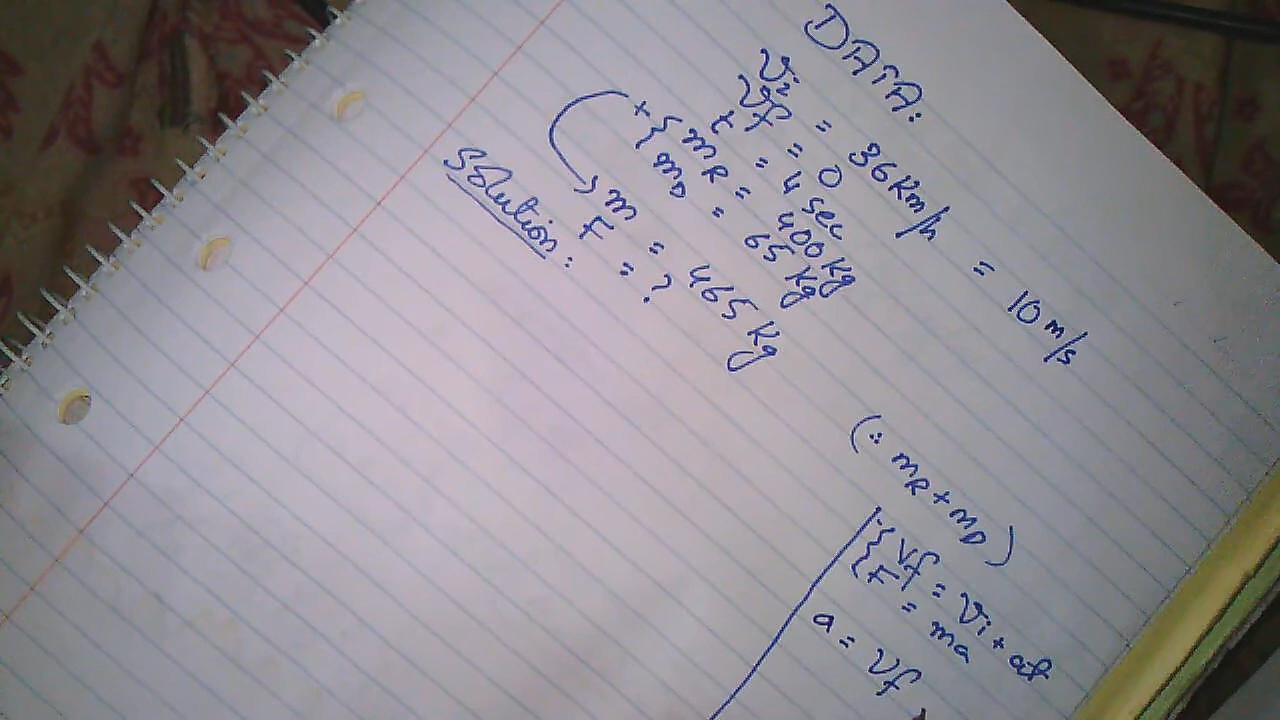 DATA:
vi = 36 Km/h = 10 m/s
vf = 0
t = 4 sec
+{ mR = 400 Kg
{ mD = 65 Kg
m = 465 Kg (∵ mR + mD)
F = ?
Solution:
{ Vf = Vi + at
{ F = ma
a = Vf